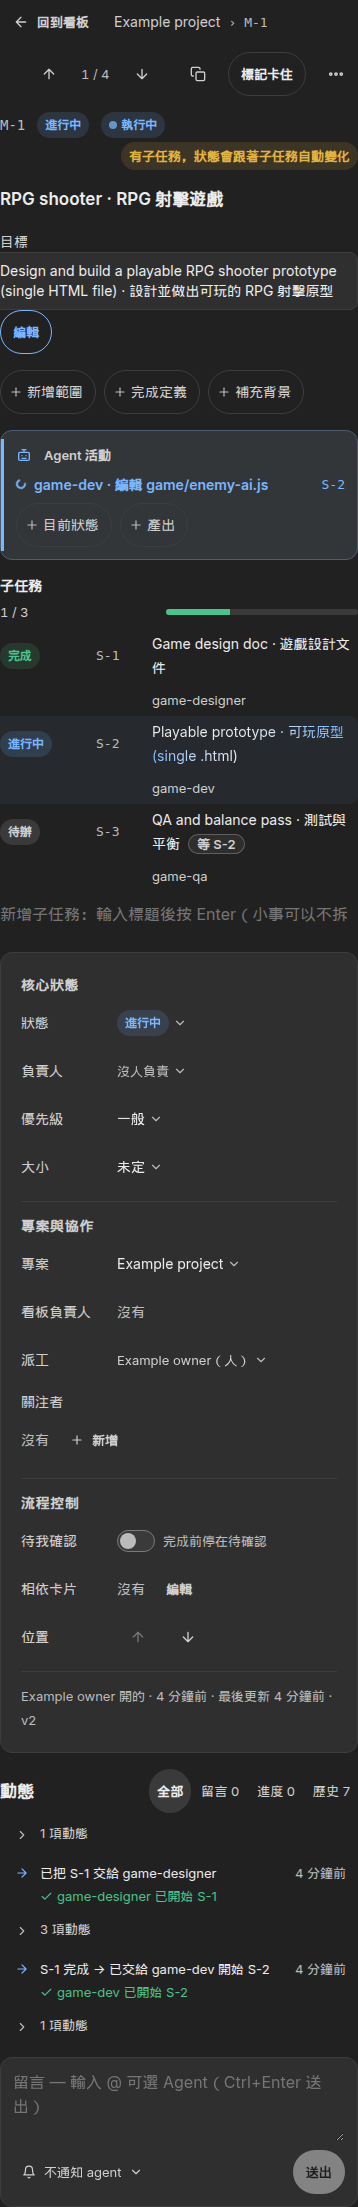 回到看板 Example project › M-1
1 / 4 標記卡住
M-1 進行中 執行中
有子任務，狀態會跟著子任務自動變化
RPG shooter · RPG 射擊遊戲
目標
Design and build a playable RPG shooter prototype
(single HTML file) · 設計並做出可玩的 RPG 射擊原型
編輯
+ 新增範圍 + 完成定義 + 補充背景
Agent 活動
game-dev · 編輯 game/enemy-ai.js S-2
+ 目前狀態 + 產出
子任務
1 / 3
完成 S-1 Game design doc · 遊戲設計文
件
game-designer
進行中 S-2 Playable prototype · 可玩原型
(single .html)
game-dev
待辦 S-3 QA and balance pass · 測試與
平衡 等 S-2
game-qa
新增子任務：輸入標題後按 Enter（小事可以不拆
核心狀態
狀態 進行中
負責人 沒人負責
優先級 一般
大小 未定
專案與協作
專案 Example project
看板負責人 沒有
派工 Example owner（人）
關注者
沒有 + 新增
流程控制
待我確認 完成前停在待確認
相依卡片 沒有 編輯
位置
Example owner 開的 · 4 分鐘前 · 最後更新 4 分鐘前 ·
v2
動態 全部 留言 0 進度 0 歷史 7
1 項動態
已把 S-1 交給 game-designer 4 分鐘前
✓ game-designer 已開始 S-1
3 項動態
S-1 完成 → 已交給 game-dev 開始 S-2 4 分鐘前
✓ game-dev 已開始 S-2
1 項動態
留言 — 輸入 @ 可選 Agent（Ctrl+Enter 送
出）
不通知 agent 送出